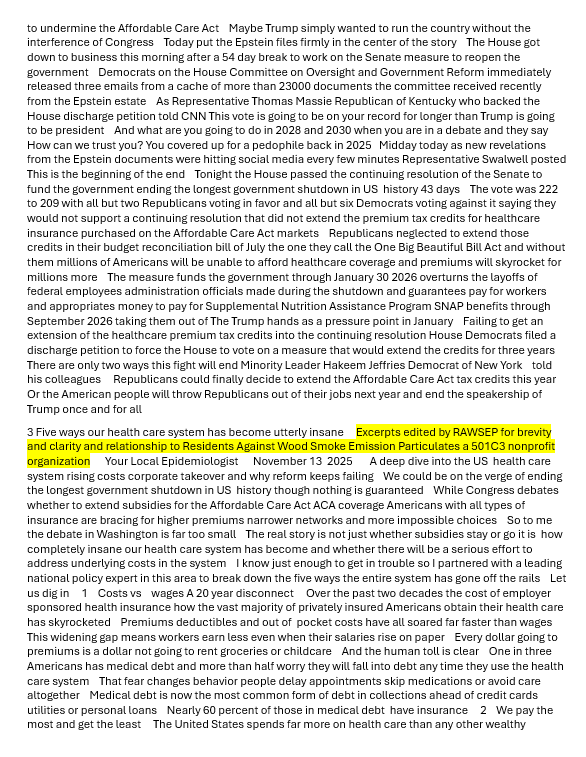 to undermine the Affordable Care Act    Maybe Trump simply wanted to run the country without the
interference of Congress    Today put the Epstein files firmly in the center of the story    The House got
down to business this morning after a 54 day break to work on the Senate measure to reopen the
government    Democrats on the House Committee on Oversight and Government Reform immediately
released three emails from a cache of more than 23000 documents the committee received recently
from the Epstein estate    As Representative Thomas Massie Republican of Kentucky who backed the
House discharge petition told CNN This vote is going to be on your record for longer than Trump is going
to be president    And what are you going to do in 2028 and 2030 when you are in a debate and they say
How can we trust you? You covered up for a pedophile back in 2025    Midday today as new revelations
from the Epstein documents were hitting social media every few minutes Representative Swalwell posted
This is the beginning of the end    Tonight the House passed the continuing resolution of the Senate to
fund the government ending the longest government shutdown in US  history 43 days    The vote was 222
to 209 with all but two Republicans voting in favor and all but six Democrats voting against it saying they
would not support a continuing resolution that did not extend the premium tax credits for healthcare
insurance purchased on the Affordable Care Act markets    Republicans neglected to extend those
credits in their budget reconciliation bill of July the one they call the One Big Beautiful Bill Act and without
them millions of Americans will be unable to afford healthcare coverage and premiums will skyrocket for
millions more    The measure funds the government through January 30 2026 overturns the layoffs of
federal employees administration officials made during the shutdown and guarantees pay for workers
and appropriates money to pay for Supplemental Nutrition Assistance Program SNAP benefits through
September 2026 taking them out of The Trump hands as a pressure point in January    Failing to get an
extension of the healthcare premium tax credits into the continuing resolution House Democrats filed a
discharge petition to force the House to vote on a measure that would extend the credits for three years
There are only two ways this fight will end Minority Leader Hakeem Jeffries Democrat of New York    told
his colleagues    Republicans could finally decide to extend the Affordable Care Act tax credits this year
Or the American people will throw Republicans out of their jobs next year and end the speakership of
Trump once and for all
3 Five ways our health care system has become utterly insane    Excerpts edited by RAWSEP for brevity
and clarity and relationship to Residents Against Wood Smoke Emission Particulates a 501C3 nonprofit
organization    Your Local Epidemiologist    November 13  2025    A deep dive into the US  health care
system rising costs corporate takeover and why reform keeps failing    We could be on the verge of ending
the longest government shutdown in US  history though nothing is guaranteed    While Congress debates
whether to extend subsidies for the Affordable Care Act ACA coverage Americans with all types of
insurance are bracing for higher premiums narrower networks and more impossible choices    So to me
the debate in Washington is far too small    The real story is not just whether subsidies stay or go it is  how
completely insane our health care system has become and whether there will be a serious effort to
address underlying costs in the system    I know just enough to get in trouble so I partnered with a leading
national policy expert in this area to break down the five ways the entire system has gone off the rails    Let
us dig in    1    Costs vs   wages A 20 year disconnect    Over the past two decades the cost of employer
sponsored health insurance how the vast majority of privately insured Americans obtain their health care
has skyrocketed    Premiums deductibles and out of  pocket costs have all soared far faster than wages
This widening gap means workers earn less even when their salaries rise on paper    Every dollar going to
premiums is a dollar not going to rent groceries or childcare    And the human toll is clear    One in three
Americans has medical debt and more than half worry they will fall into debt any time they use the health
care system    That fear changes behavior people delay appointments skip medications or avoid care
altogether    Medical debt is now the most common form of debt in collections ahead of credit cards
utilities or personal loans    Nearly 60 percent of those in medical debt  have insurance    2    We pay the
most and get the least    The United States spends far more on health care than any other wealthy